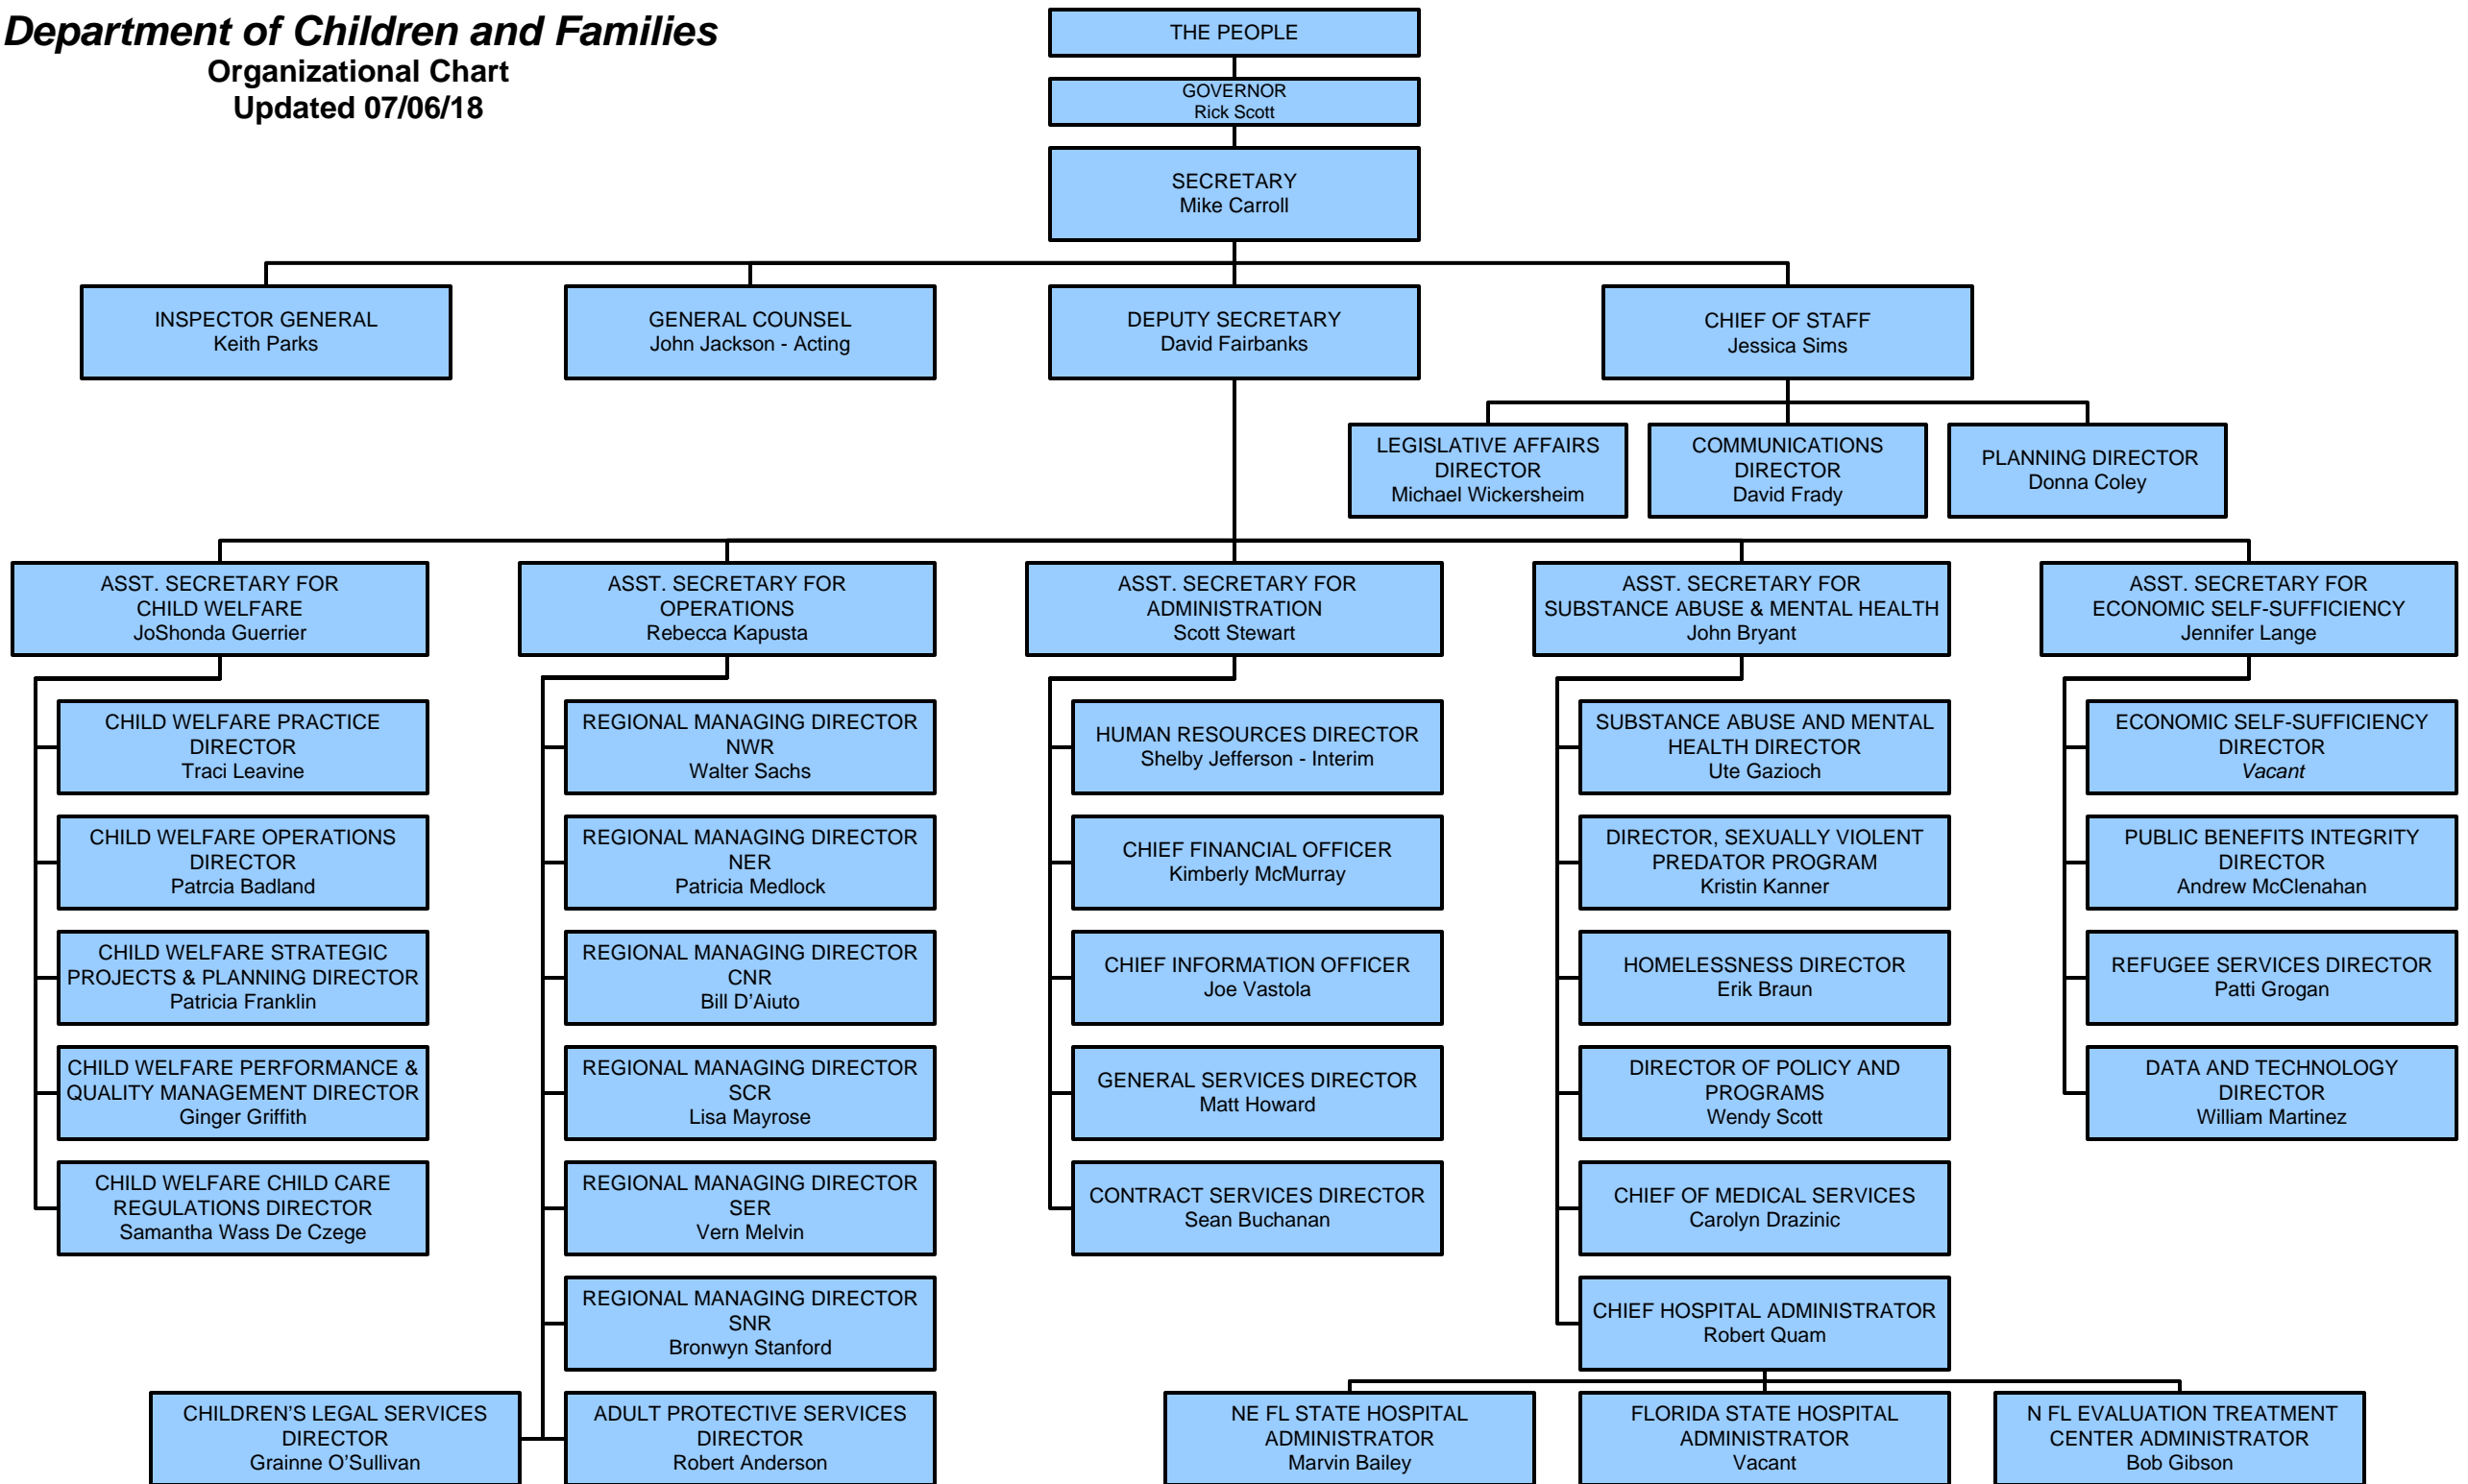 Department of Children and Families
Organizational Chart
Updated 07/06/18
THE PEOPLE
GOVERNOR
Rick Scott
SECRETARY
Mike Carroll
INSPECTOR GENERAL
Keith Parks
GENERAL COUNSEL
John Jackson - Acting
DEPUTY SECRETARY
David Fairbanks
CHIEF OF STAFF
Jessica Sims
LEGISLATIVE AFFAIRS
DIRECTOR
Michael Wickersheim
COMMUNICATIONS
DIRECTOR
David Frady
PLANNING DIRECTOR
Donna Coley
ASST. SECRETARY FOR
CHILD WELFARE
JoShonda Guerrier
ASST. SECRETARY FOR
OPERATIONS
Rebecca Kapusta
ASST. SECRETARY FOR
ADMINISTRATION
Scott Stewart
ASST. SECRETARY FOR
SUBSTANCE ABUSE & MENTAL HEALTH
John Bryant
ASST. SECRETARY FOR
ECONOMIC SELF-SUFFICIENCY
Jennifer Lange
CHILD WELFARE PRACTICE
DIRECTOR
Traci Leavine
CHILD WELFARE OPERATIONS
DIRECTOR
Patrcia Badland
CHILD WELFARE STRATEGIC
PROJECTS & PLANNING DIRECTOR
Patricia Franklin
CHILD WELFARE PERFORMANCE &
QUALITY MANAGEMENT DIRECTOR
Ginger Griffith
CHILD WELFARE CHILD CARE
REGULATIONS DIRECTOR
Samantha Wass De Czege
REGIONAL MANAGING DIRECTOR
NWR
Walter Sachs
REGIONAL MANAGING DIRECTOR
NER
Patricia Medlock
REGIONAL MANAGING DIRECTOR
CNR
Bill D’Aiuto
REGIONAL MANAGING DIRECTOR
SCR
Lisa Mayrose
REGIONAL MANAGING DIRECTOR
SER
Vern Melvin
REGIONAL MANAGING DIRECTOR
SNR
Bronwyn Stanford
CHILDREN’S LEGAL SERVICES
DIRECTOR
Grainne O’Sullivan
ADULT PROTECTIVE SERVICES
DIRECTOR
Robert Anderson
HUMAN RESOURCES DIRECTOR
Shelby Jefferson - Interim
CHIEF FINANCIAL OFFICER
Kimberly McMurray
CHIEF INFORMATION OFFICER
Joe Vastola
GENERAL SERVICES DIRECTOR
Matt Howard
CONTRACT SERVICES DIRECTOR
Sean Buchanan
SUBSTANCE ABUSE AND MENTAL
HEALTH DIRECTOR
Ute Gazioch
DIRECTOR, SEXUALLY VIOLENT
PREDATOR PROGRAM
Kristin Kanner
HOMELESSNESS DIRECTOR
Erik Braun
DIRECTOR OF POLICY AND
PROGRAMS
Wendy Scott
CHIEF OF MEDICAL SERVICES
Carolyn Drazinic
CHIEF HOSPITAL ADMINISTRATOR
Robert Quam
NE FL STATE HOSPITAL
ADMINISTRATOR
Marvin Bailey
FLORIDA STATE HOSPITAL
ADMINISTRATOR
Vacant
N FL EVALUATION TREATMENT
CENTER ADMINISTRATOR
Bob Gibson
ECONOMIC SELF-SUFFICIENCY
DIRECTOR
Vacant
PUBLIC BENEFITS INTEGRITY
DIRECTOR
Andrew McClenahan
REFUGEE SERVICES DIRECTOR
Patti Grogan
DATA AND TECHNOLOGY
DIRECTOR
William Martinez